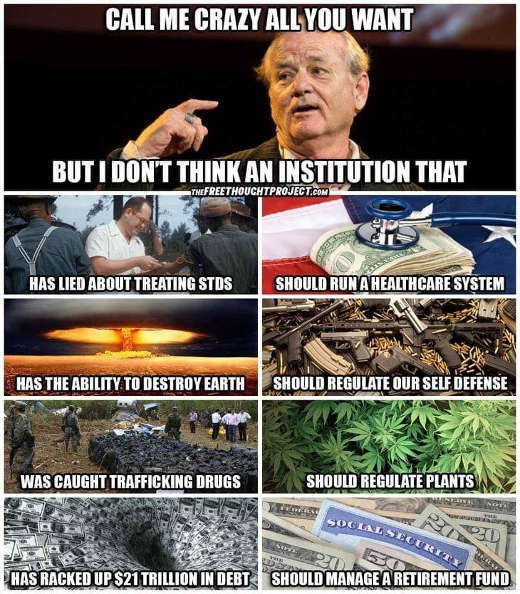 CALL ME CRAZY ALL YOU WANT
BUT I DON'T THINK AN INSTITUTION THAT
THEFREETHOUGHTPROJECT.COM
HAS LIED ABOUT TREATING STDS
SHOULD RUN A HEALTHCARE SYSTEM
HAS THE ABILITY TO DESTROY EARTH
SHOULD REGULATE OUR SELF DEFENSE
WAS CAUGHT TRAFFICKING DRUGS
SHOULD REGULATE PLANTS
SOCIAL SECURITY
HAS RACKED UP $21 TRILLION IN DEBT
SHOULD MANAGE A RETIREMENT FUND